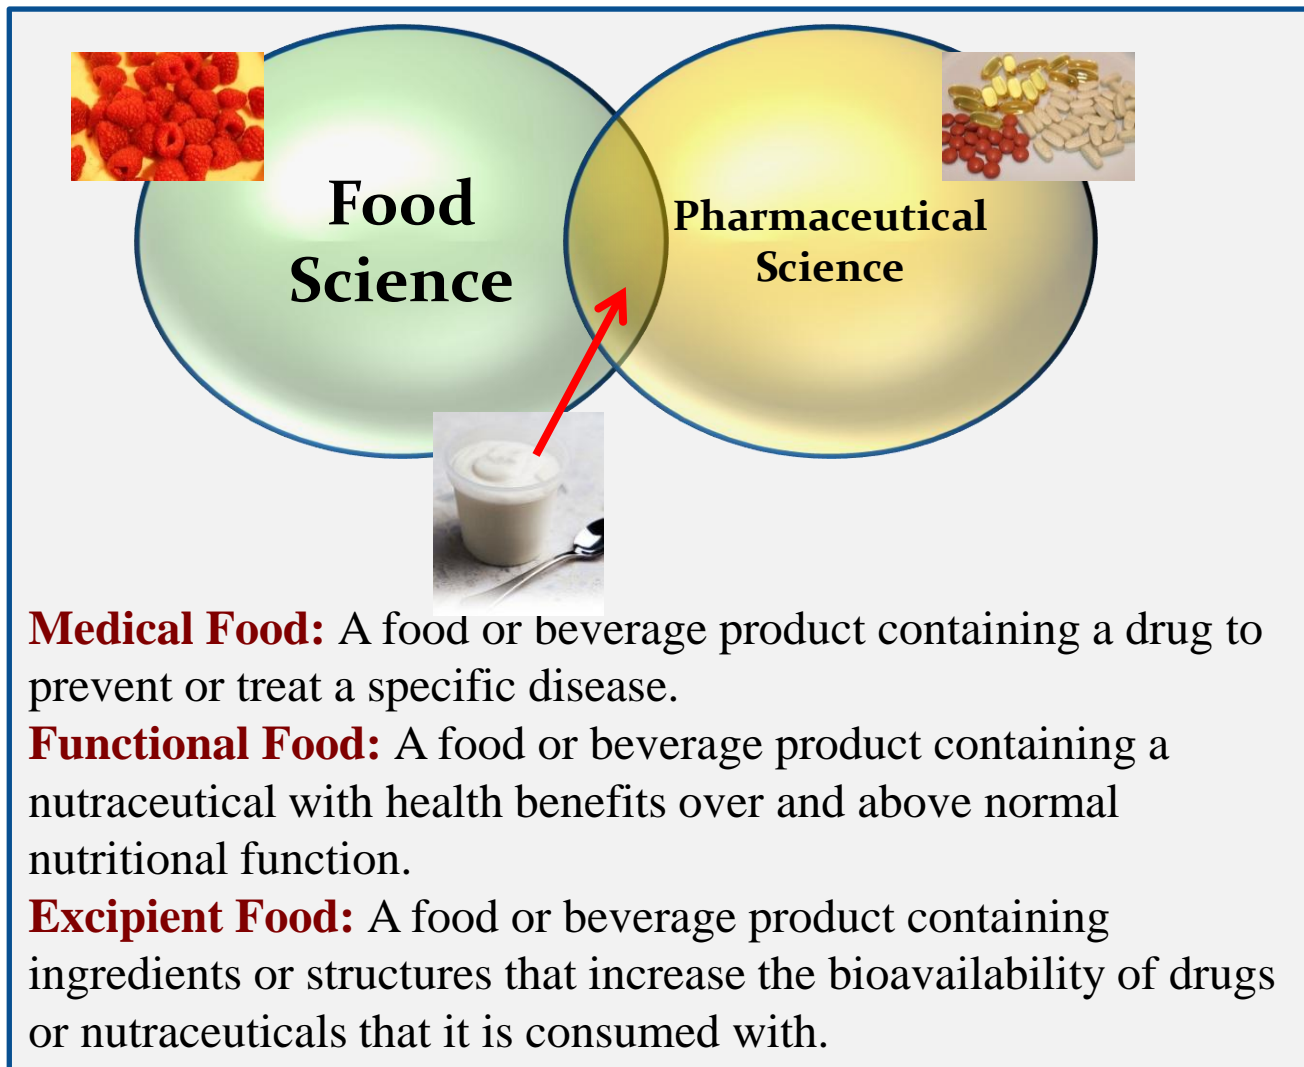 Food
Science
Pharmaceutical
Science
Medical Food: A food or beverage product containing a drug to
prevent or treat a specific disease.
Functional Food: A food or beverage product containing a
nutraceutical with health benefits over and above normal
nutritional function.
Excipient Food: A food or beverage product containing
ingredients or structures that increase the bioavailability of drugs
or nutraceuticals that it is consumed with.